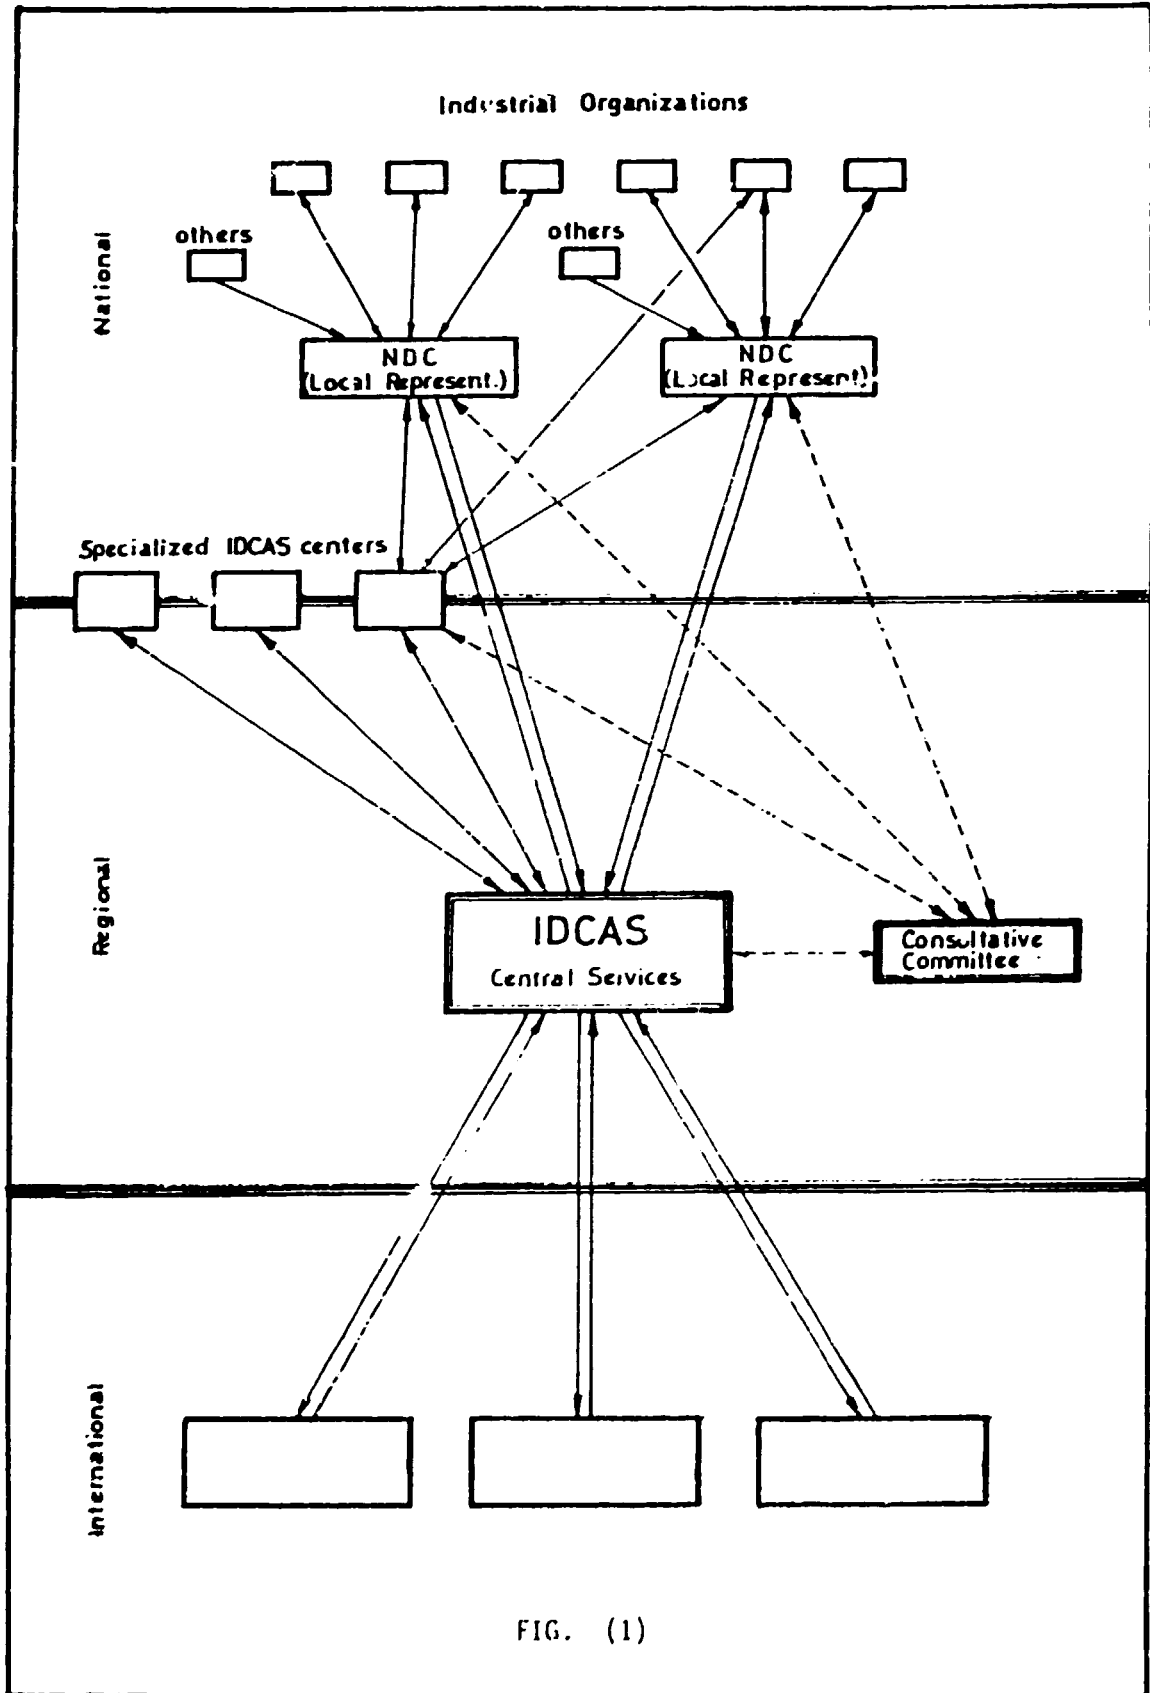 Industrial Organizations
others
others
National
NDC
(Local Represent.)
NDC
(Local Represent)
Specialized IDCAS centers
Regional
IDCAS
Central Services
Consultative
Committee
International
FIG. (1)